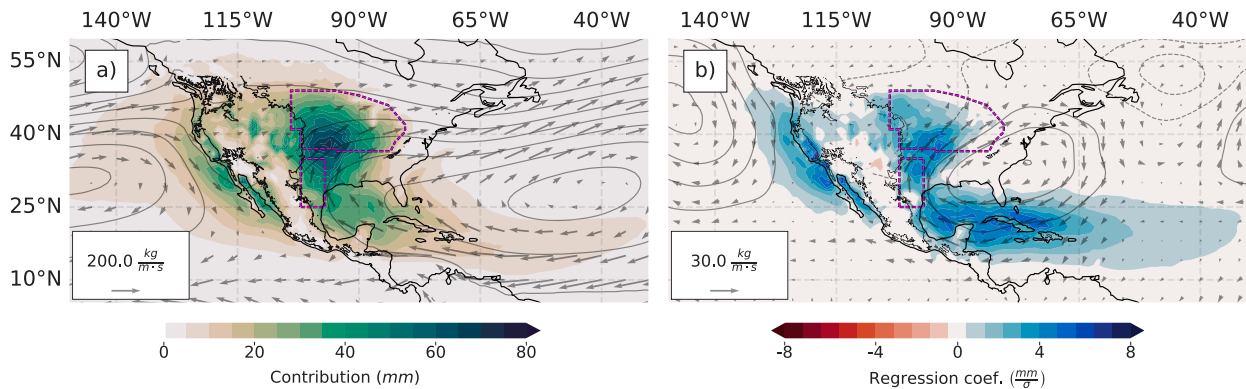 140°W 115°W 90°W 65°W 40°W 140°W 115°W 90°W 65°W 40°W
55°N
a)
b)
40°N
25°N
10°N
200.0 kg/m·s
30.0 kg/m·s
0 20 40 60 80
Contribution (mm)
-8 -4 0 4 8
Regression coef. (mm/σ)